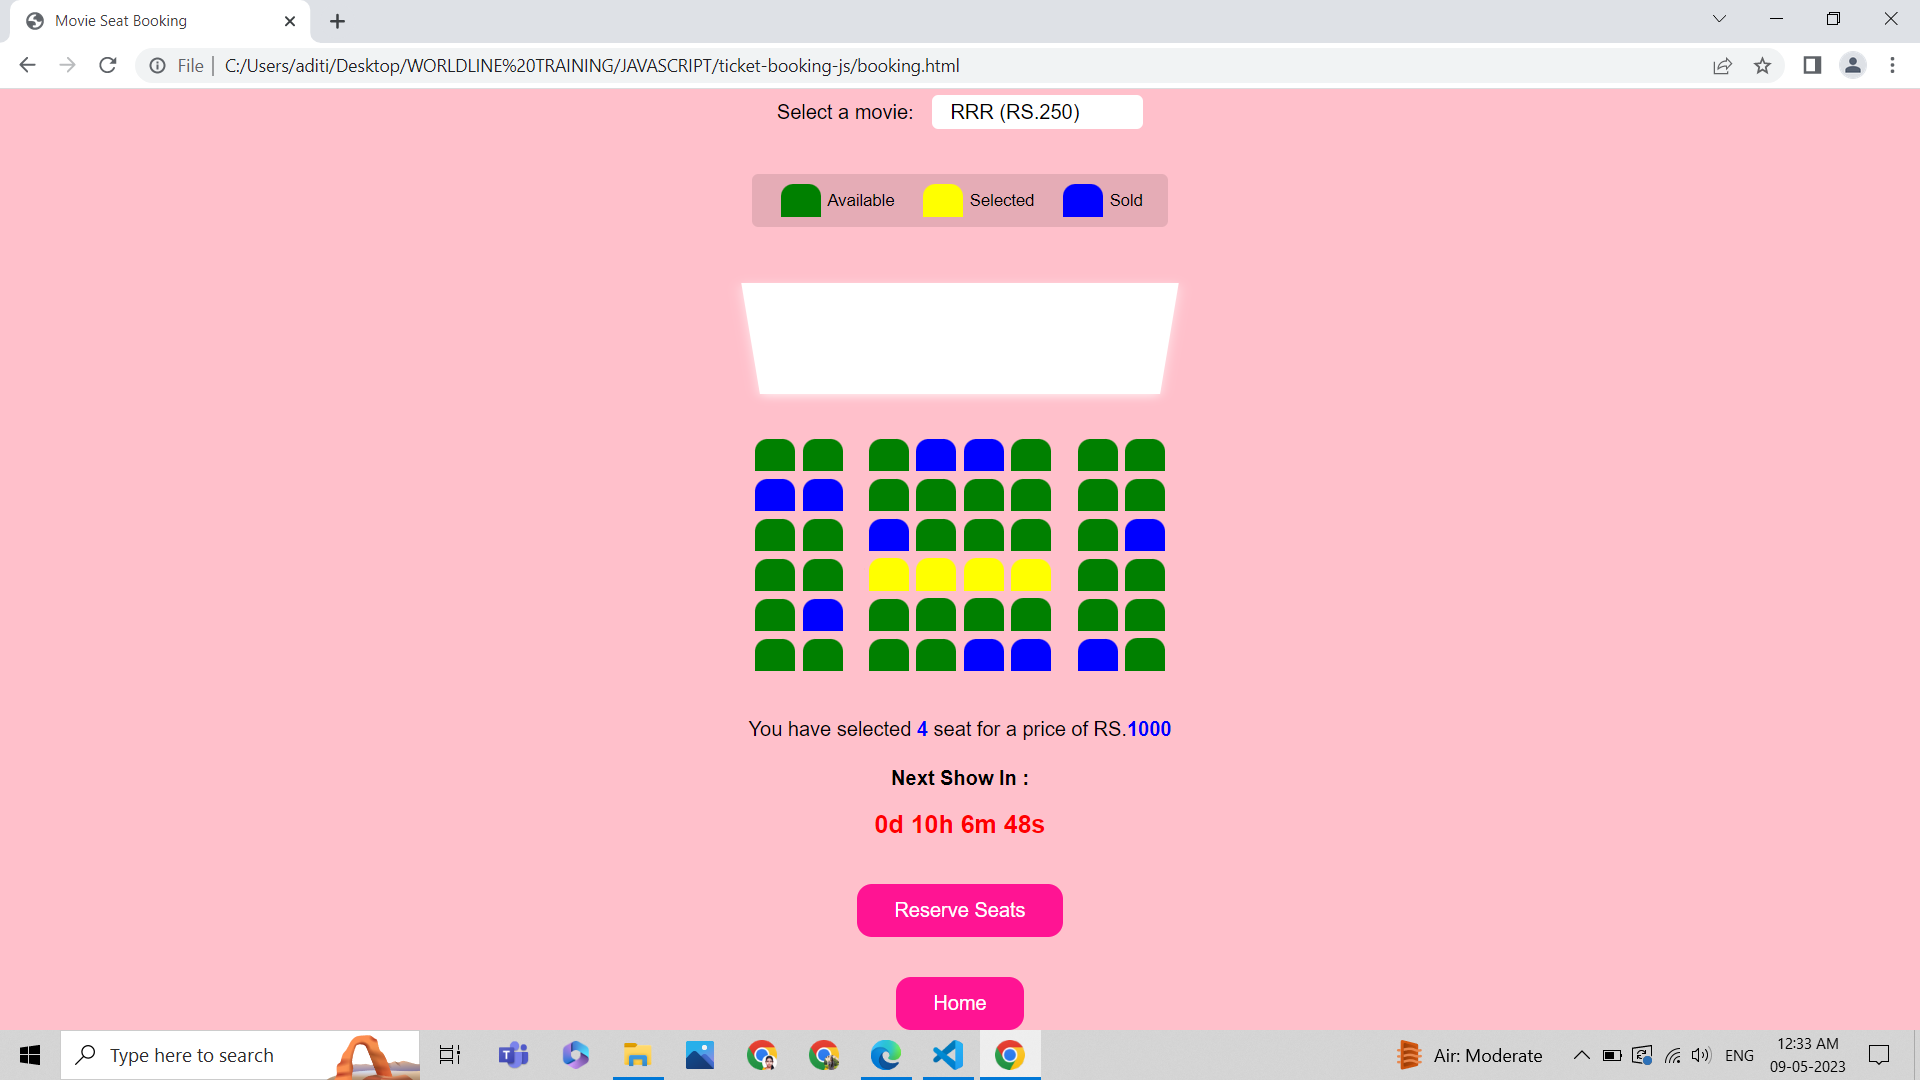 Movie Seat Booking
File
C:/Users/aditi/Desktop/WORLDLINE%20TRAINING/JAVASCRIPT/ticket-booking-js/booking.html
Select a movie: RRR (RS.250)
Available Selected Sold
You have selected 4 seat for a price of RS.1000
Next Show In :
0d 10h 6m 48s
Reserve Seats
Home
Type here to search
Air: Moderate
ENG
12:33 AM
09-05-2023